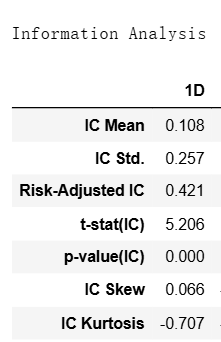 Information Analysis
1D
IC Mean 0.108
IC Std. 0.257
Risk-Adjusted IC 0.421
t-stat(IC) 5.206
p-value(IC) 0.000
IC Skew 0.066
IC Kurtosis -0.707